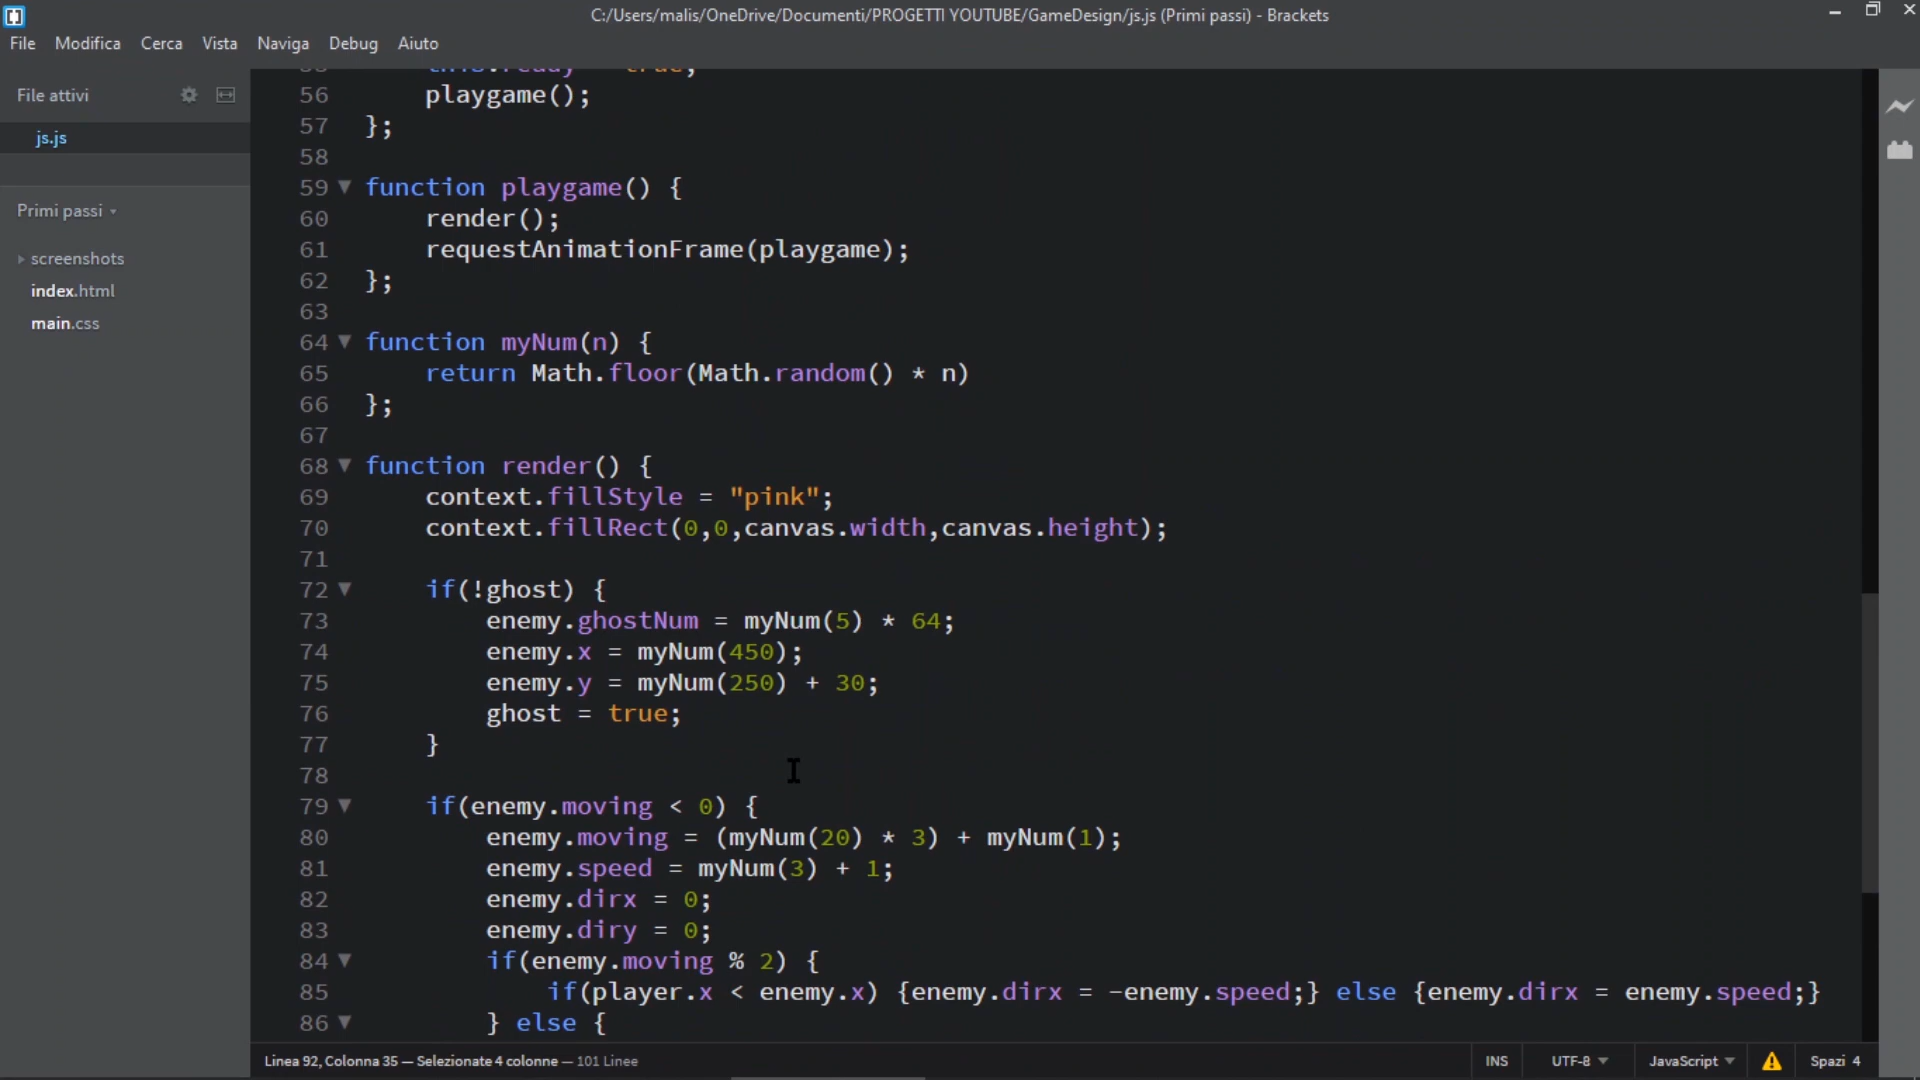 C:/Users/malis/OneDrive/Documenti/PROGETTI YOUTUBE/GameDesign/js.js (Primi passi) - Brackets
File Modifica Cerca Vista Naviga Debug Aiuto
File attivi
js.js
Primi passi
screenshots
index.html
main.css
56 playgame();
57 };
58
59 function playgame() {
60 render();
61 requestAnimationFrame(playgame);
62 };
63
64 function myNum(n) {
65 return Math.floor(Math.random() * n)
66 };
67
68 function render() {
69 context.fillStyle = "pink";
70 context.fillRect(0,0,canvas.width,canvas.height);
71
72 if(!ghost) {
73 enemy.ghostNum = myNum(5) * 64;
74 enemy.x = myNum(450);
75 enemy.y = myNum(250) + 30;
76 ghost = true;
77 }
78
79 if(enemy.moving < 0) {
80 enemy.moving = (myNum(20) * 3) + myNum(1);
81 enemy.speed = myNum(3) + 1;
82 enemy.dirx = 0;
83 enemy.diry = 0;
84 if(enemy.moving % 2) {
85 if(player.x < enemy.x) {enemy.dirx = -enemy.speed;} else {enemy.dirx = enemy.speed;}
86 } else {
Linea 92, Colonna 35 — Selezionate 4 colonne — 101 Linee INS UTF-8 JavaScript Spazi 4